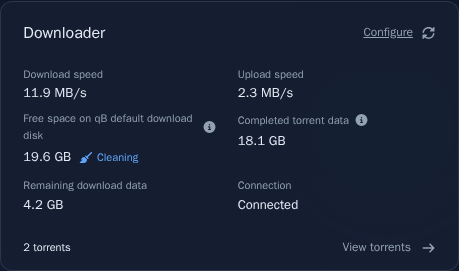 Downloader
Configure
Download speed
11.9 MB/s
Upload speed
2.3 MB/s
Free space on qB default download
disk
19.6 GB
Cleaning
Completed torrent data
18.1 GB
Remaining download data
4.2 GB
Connection
Connected
2 torrents
View torrents